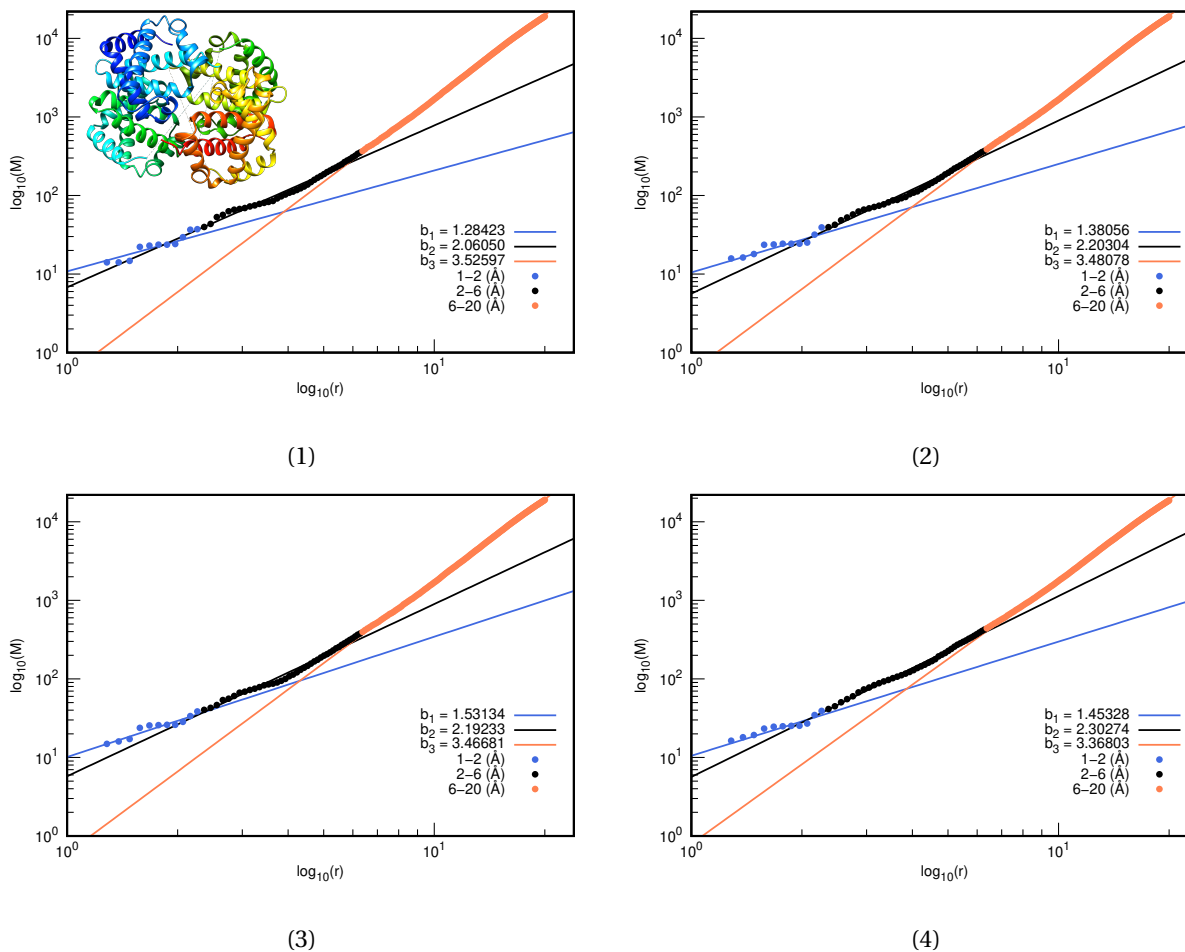 10^4
10^3
10^2
10^1
10^0
log10(M)
10^0
10^1
log10(r)
b1 = 1.28423
b2 = 2.06050
b3 = 3.52597
1−2 (Å)
2−6 (Å)
6−20 (Å)
(1)
10^4
10^3
10^2
10^1
10^0
log10(M)
10^0
10^1
log10(r)
b1 = 1.38056
b2 = 2.20304
b3 = 3.48078
1−2 (Å)
2−6 (Å)
6−20 (Å)
(2)
10^4
10^3
10^2
10^1
10^0
log10(M)
10^0
10^1
log10(r)
b1 = 1.53134
b2 = 2.19233
b3 = 3.46681
1−2 (Å)
2−6 (Å)
6−20 (Å)
(3)
10^4
10^3
10^2
10^1
10^0
log10(M)
10^0
10^1
log10(r)
b1 = 1.45328
b2 = 2.30274
b3 = 3.36803
1−2 (Å)
2−6 (Å)
6−20 (Å)
(4)